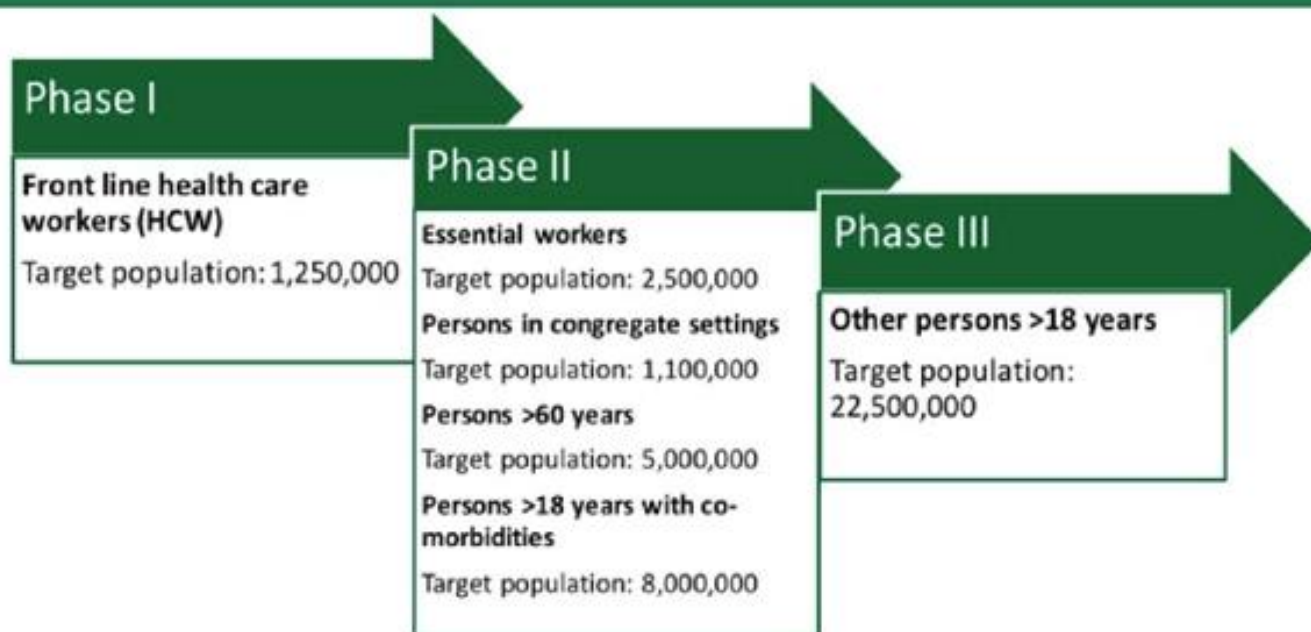 Phase I
Front line health care
workers (HCW)
Target population: 1,250,000
Phase II
Essential workers
Target population: 2,500,000
Persons in congregate settings
Target population: 1,100,000
Persons >60 years
Target population: 5,000,000
Persons >18 years with co-
morbidities
Target population: 8,000,000
Phase III
Other persons >18 years
Target population:
22,500,000